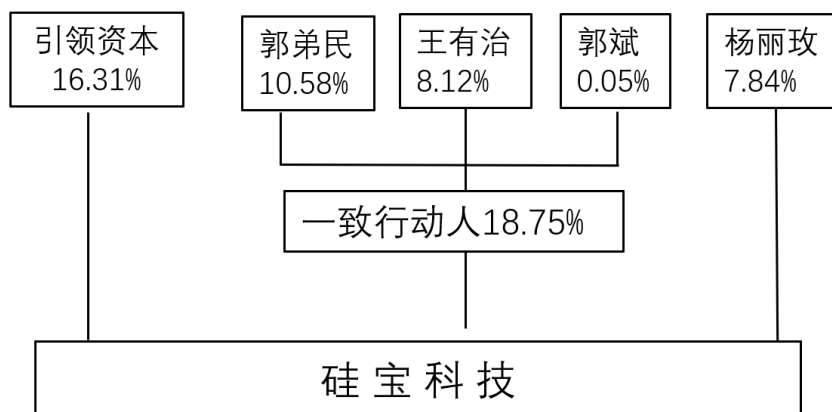 引领资本
16.31%
郭弟民
10.58%
王有治
8.12%
郭斌
0.05%
杨丽玫
7.84%
一致行动人18.75%
硅宝科技